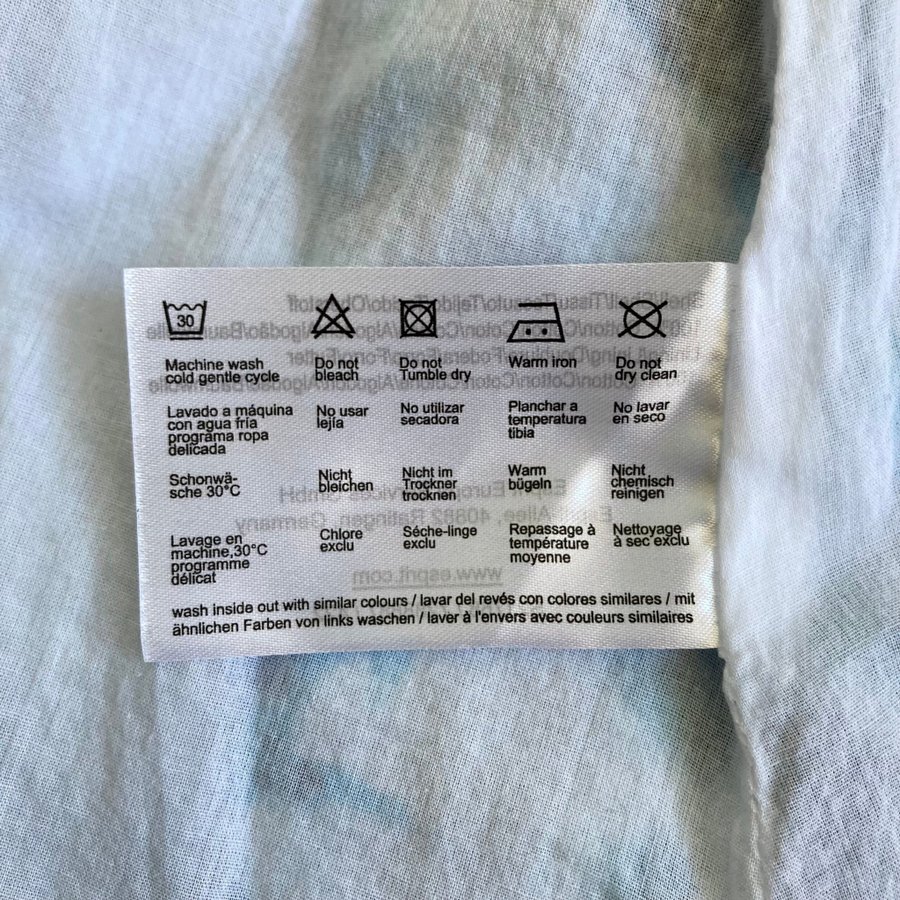 30
Machine wash
cold gentle cycle
Do not
bleach
Do not
Tumble dry
Warm iron
Do not
dry clean
Lavado a máquina
con agua fría
programa ropa
delicada
No usar
lejía
No utilizar
secadora
Planchar a
temperatura
tibia
No lavar
en seco
Schonwä-
sche 30°C
Nicht
bleichen
Nicht im
Trockner
trocknen
Warm
bügeln
Nicht
chemisch
reinigen
Lavage en
machine,30°C
programme
délicat
Chlore
exclu
Séche-linge
exclu
Repassage à
température
moyenne
Nettoyage
à sec exclu
wash inside out with similar colours / lavar del revés con colores similares / mit
ähnlichen Farben von links waschen / laver à l'envers avec couleurs similaires
www.esprit.com